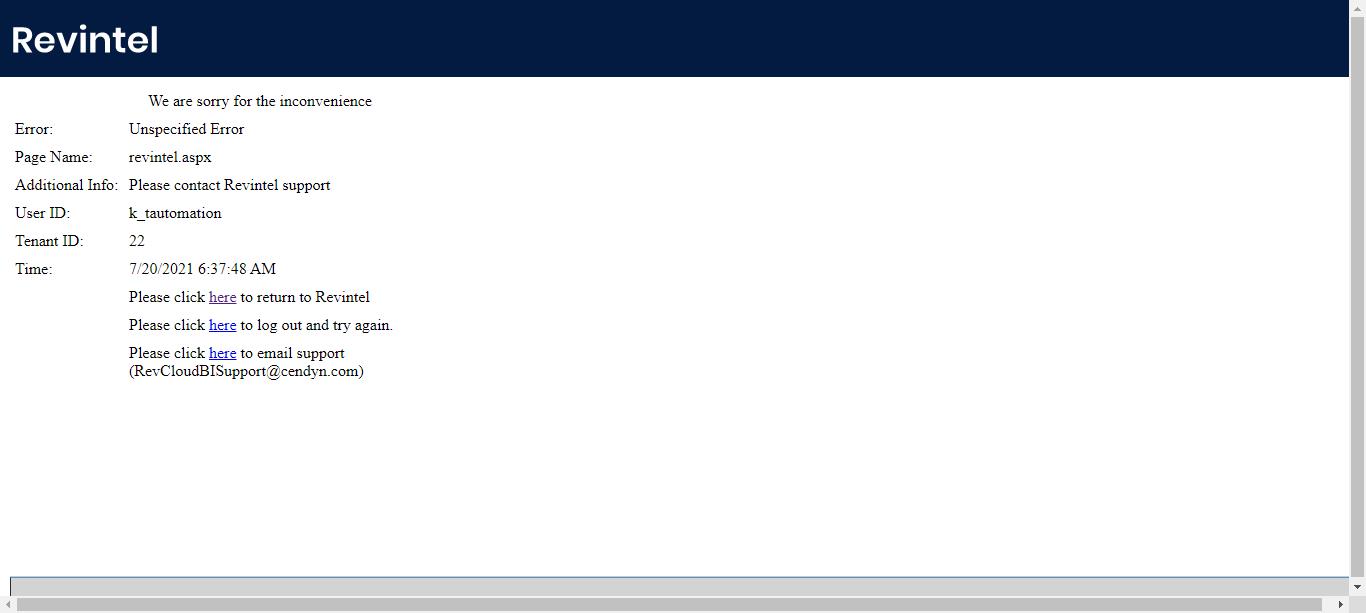 Revintel
We are sorry for the inconvenience
Error: Unspecified Error
Page Name: revintel.aspx
Additional Info: Please contact Revintel support
User ID: k_tautomation
Tenant ID: 22
Time: 7/20/2021 6:37:48 AM
Please click here to return to Revintel
Please click here to log out and try again.
Please click here to email support
(RevCloudBISupport@cendyn.com)